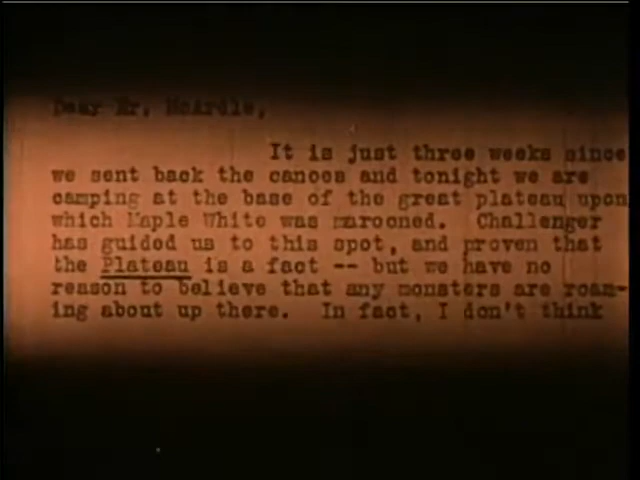 Dear Mr. McArdle,
It is just three weeks since
we sent back the canoes and tonight we are
camping at the base of the great plateau upon
which Maple White was marooned. Challenger
has guided us to this spot, and proven that
the Plateau is a fact -- but we have no
reason to believe that any monsters are roam-
ing about up there. In fact, I don't think